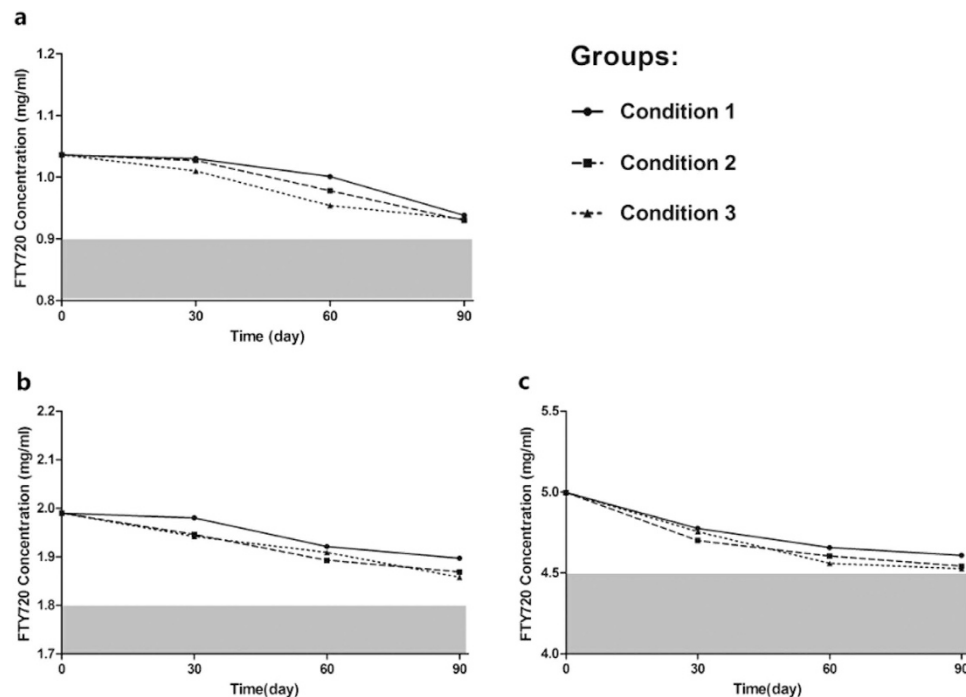 a
FTY720 Concentration (mg/ml)
1.2
1.1
1.0
0.9
0.8
0
30
60
90
Time (day)
Groups:
Condition 1
Condition 2
Condition 3
b
FTY720 Concentration (mg/ml)
2.2
2.1
2.0
1.9
1.8
1.7
0
30
60
90
Time(day)
c
FTY720 Concentration (mg/ml)
5.5
5.0
4.5
4.0
0
30
60
90
Time(day)